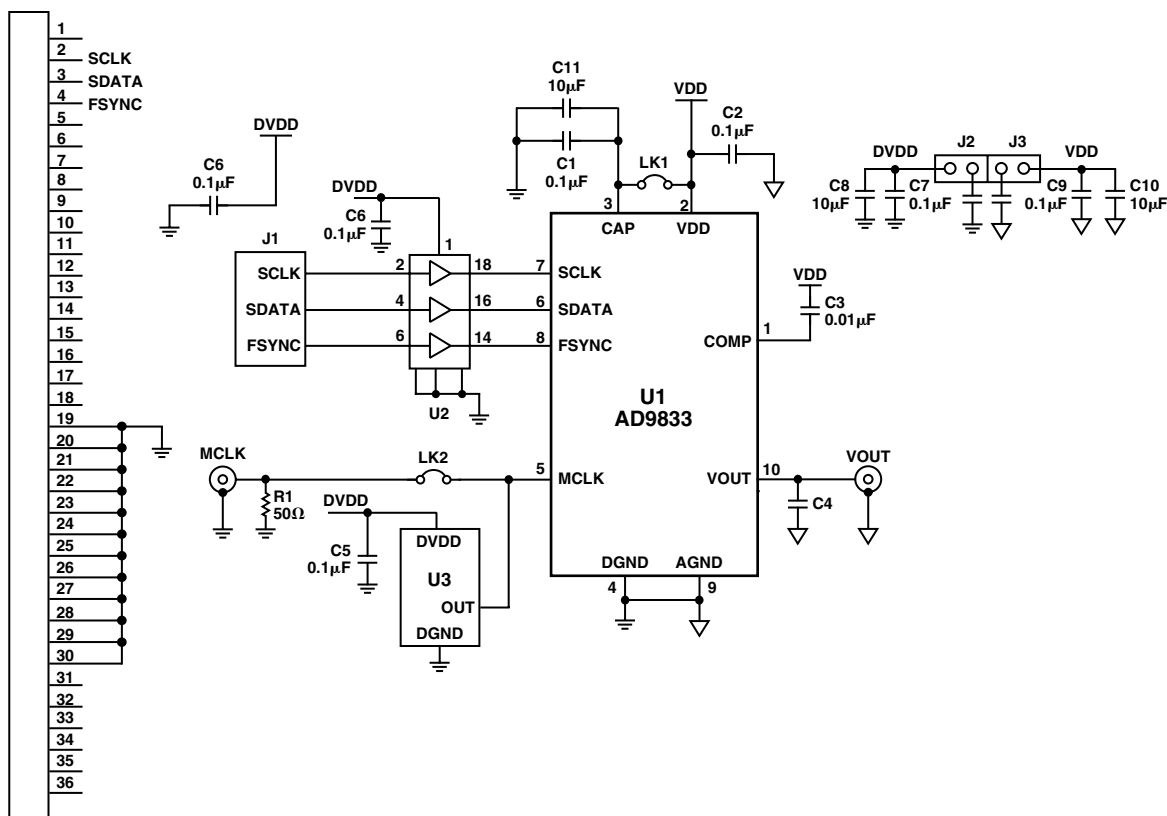 1
2 SCLK
3 SDATA
4 FSYNC
5
6
7
8
9
10
11
12
13
14
15
16
17
18
19
20
21
22
23
24
25
26
27
28
29
30
31
32
33
34
35
36
DVDD
C6
0.1µF
J1
SCLK
SDATA
FSYNC
DVDD
C6
0.1µF
1
2
18
4
16
6
14
U2
C11
10µF
C1
0.1µF
LK1
VDD
C2
0.1µF
3
2
CAP
VDD
7
SCLK
6
SDATA
8
FSYNC
U1
AD9833
COMP
1
VDD
C3
0.01µF
5
MCLK
VOUT
10
VOUT
C4
DGND
AGND
4
9
MCLK
R1
50Ω
LK2
DVDD
C5
0.1µF
DVDD
U3
OUT
DGND
DVDD
J2
J3
VDD
C8
10µF
C7
0.1µF
C9
0.1µF
C10
10µF